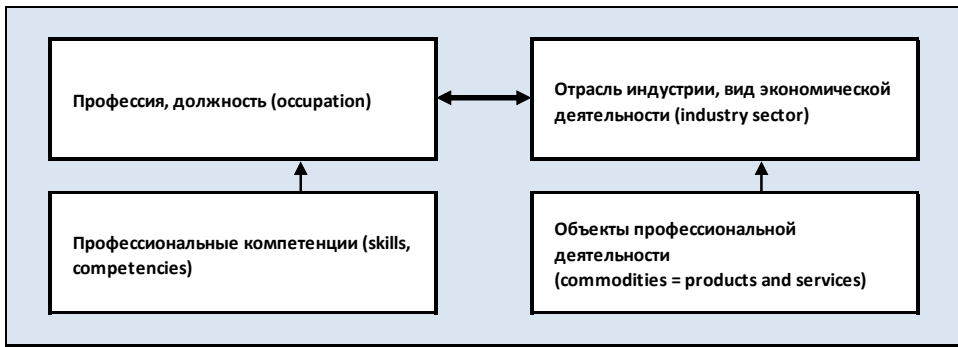 Профессия, должность (occupation)
Отрасль индустрии, вид экономической
деятельности (industry sector)
Профессиональные компетенции (skills,
competencies)
Объекты профессиональной
деятельности
(commodities = products and services)